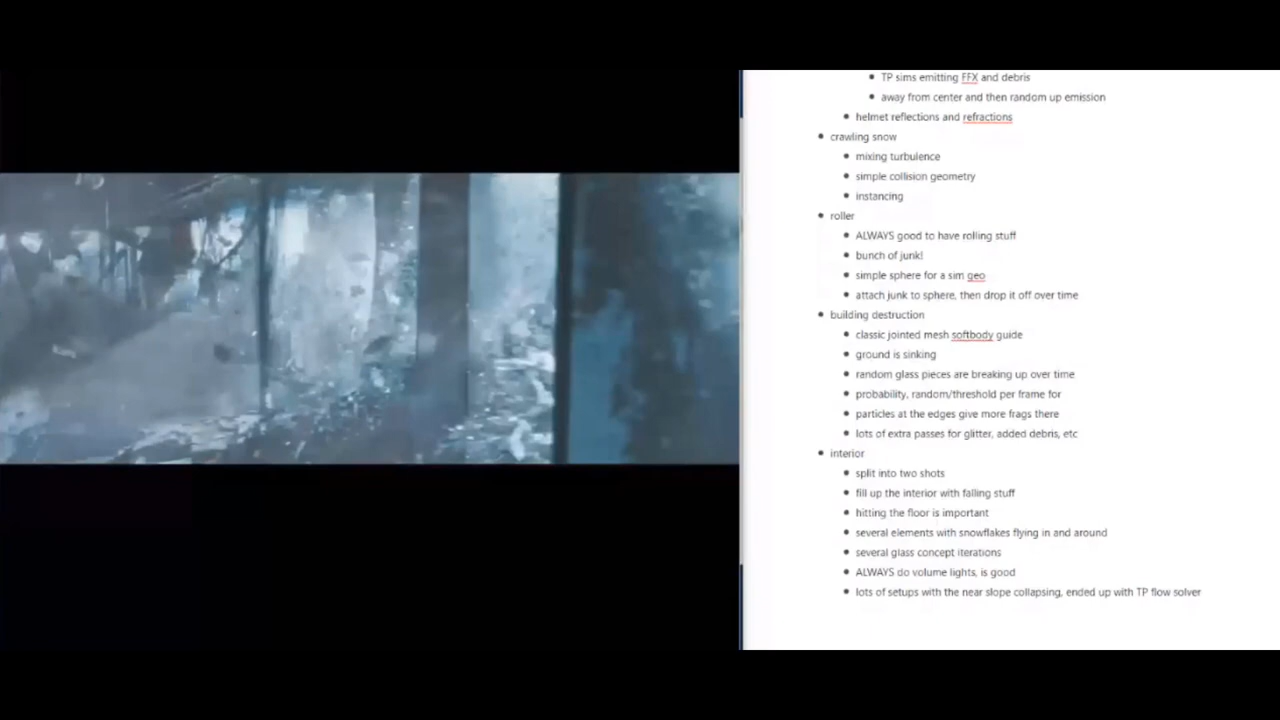 TP sims emitting FFX and debris
away from center and then random up emission
helmet reflections and refractions
crawling snow
mixing turbulence
simple collision geometry
instancing
roller
ALWAYS good to have rolling stuff
bunch of junk!
simple sphere for a sim geo
attach junk to sphere, then drop it off over time
building destruction
classic jointed mesh softbody guide
ground is sinking
random glass pieces are breaking up over time
probability, random/threshold per frame for
particles at the edges give more frags there
lots of extra passes for glitter, added debris, etc
interior
split into two shots
fill up the interior with falling stuff
hitting the floor is important
several elements with snowflakes flying in and around
several glass concept iterations
ALWAYS do volume lights, is good
lots of setups with the near slope collapsing, ended up with TP flow solver